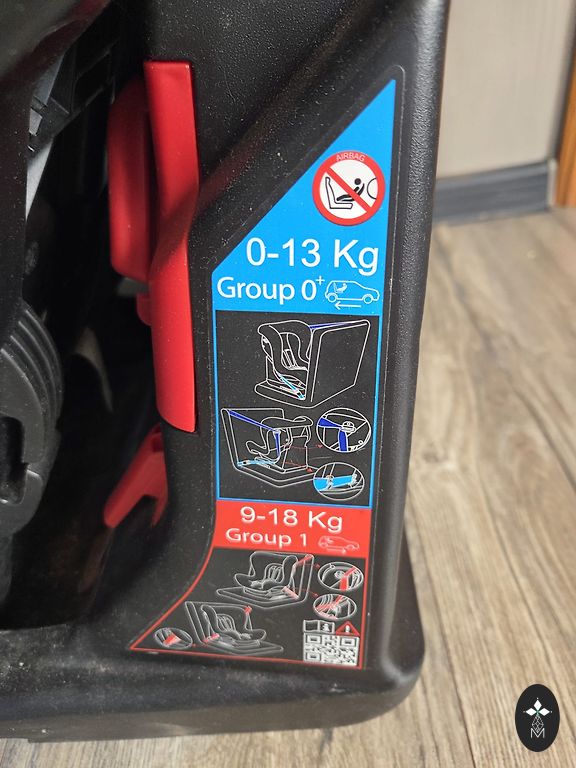 AIRBAG
0-13 Kg
Group 0+
9-18 Kg
Group 1
M